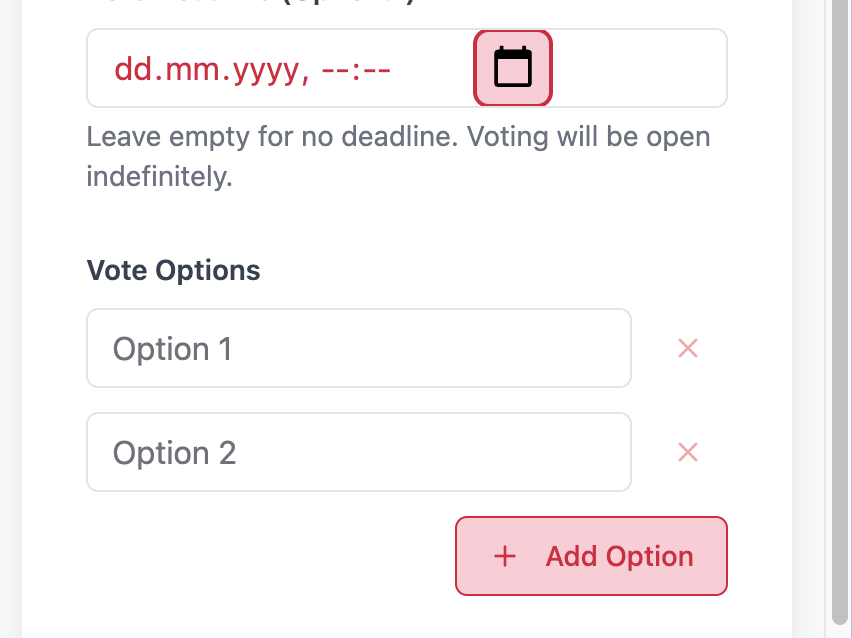 dd.mm.yyyy, --:--
Leave empty for no deadline. Voting will be open
indefinitely.
Vote Options
Option 1
Option 2
+ Add Option